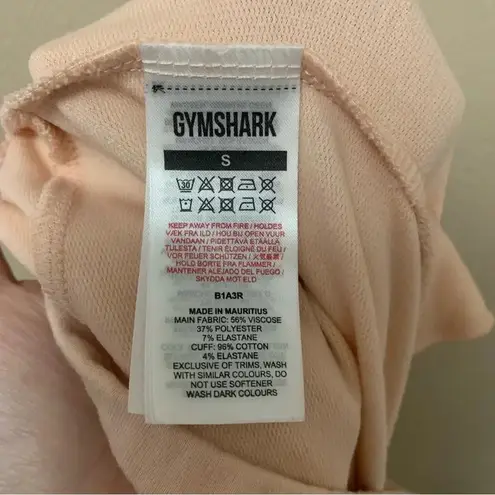 GYMSHARK
S
30
KEEP AWAY FROM FIRE / HOLDES
VÆK FRA ILD / HOU BIJ OPEN VUUR
VANDAAN / PIDETTÄVÄ ETÄÄLLÄ
TULESTA / TENIR ÉLOIGNÉ DU FEU /
VOR FEUER SCHÜTZEN / 火気厳禁
/ HOLD BORTE FRA FLAMMER /
MANTENER ALEJADO DEL FUEGO /
SKYDDA MOT ELD
B1A3R
MADE IN MAURITIUS
MAIN FABRIC: 56% VISCOSE
37% POLYESTER
7% ELASTANE
CUFF: 96% COTTON
4% ELASTANE
EXCLUSIVE OF TRIMS, WASH
WITH SIMILAR COLOURS, DO
NOT USE SOFTENER
WASH DARK COLOURS